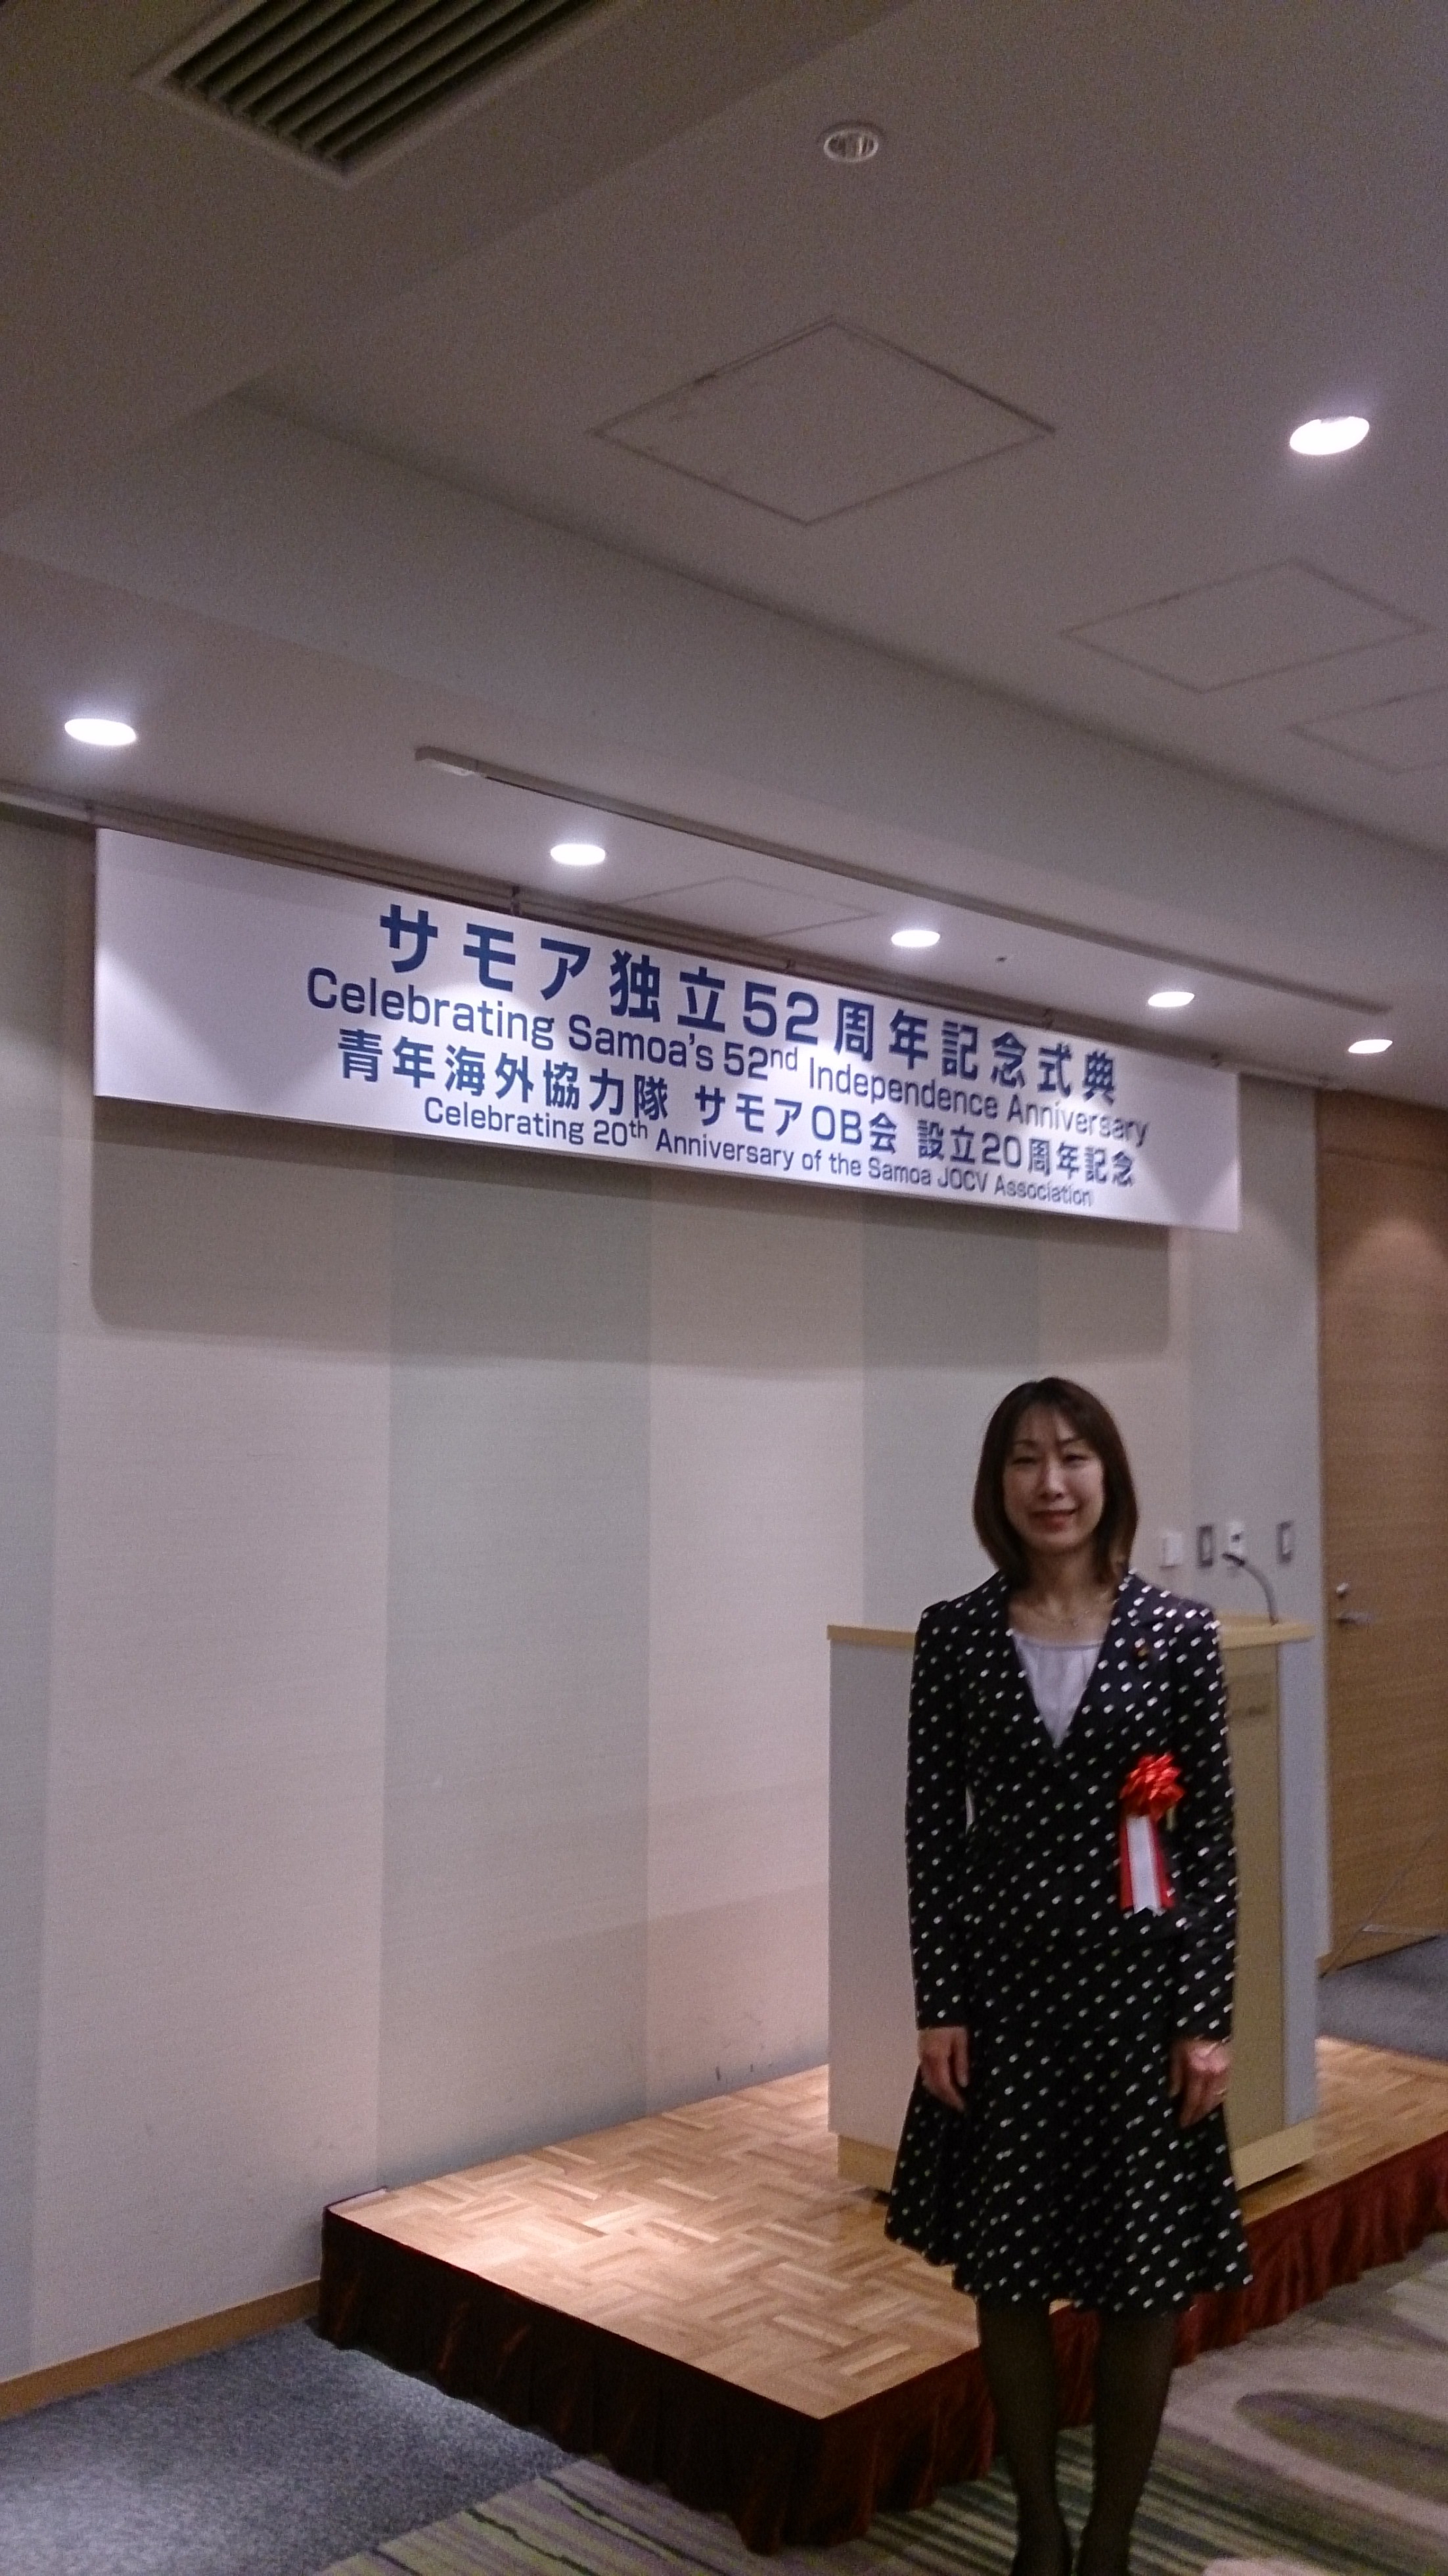 サモア独立52周年記念式典
Celebrating Samoa's 52nd Independence Anniversary
青年海外協力隊 サモアOB会 設立20周年記念
Celebrating 20th Anniversary of the Samoa JOCV Association